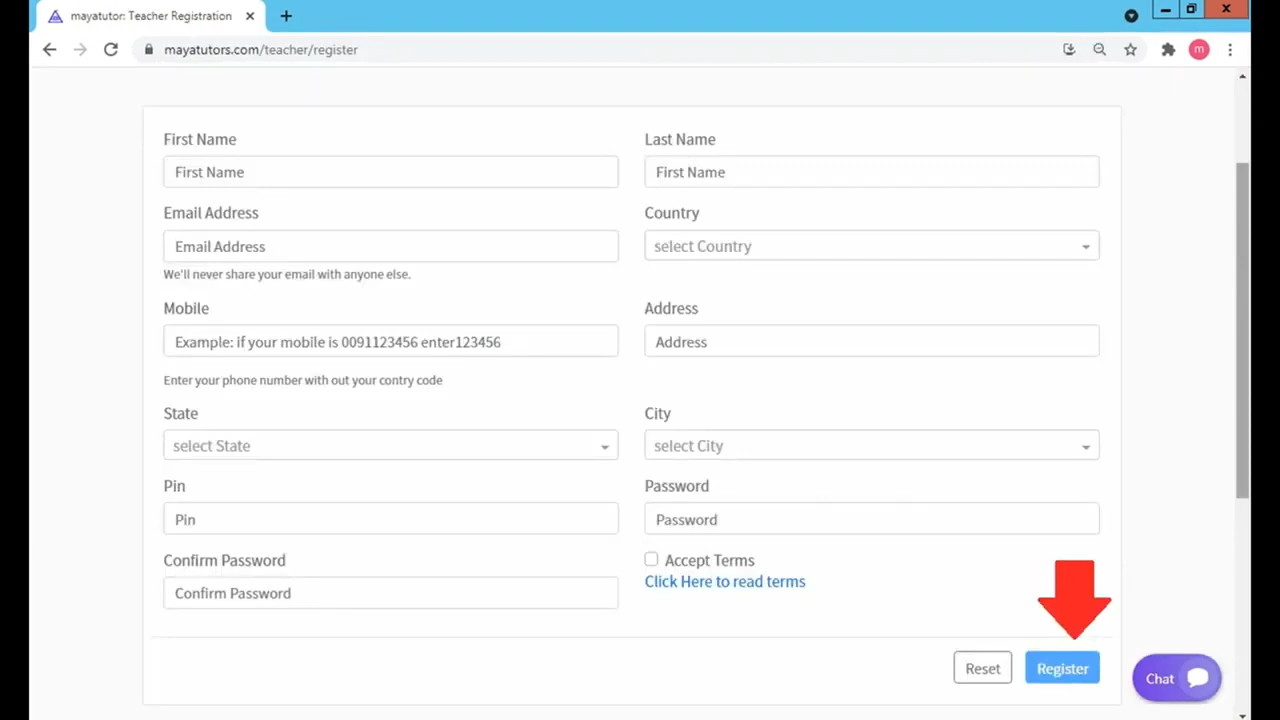 mayatutor: Teacher Registration
mayatutors.com/teacher/register
m
First Name
Last Name
First Name
First Name
Email Address
Country
Email Address
select Country
We'll never share your email with anyone else.
Mobile
Address
Example: if your mobile is 0091123456 enter123456
Address
Enter your phone number with out your contry code
State
City
select State
select City
Pin
Password
Pin
Password
Confirm Password
Accept Terms
Click Here to read terms
Confirm Password
Reset
Register
Chat